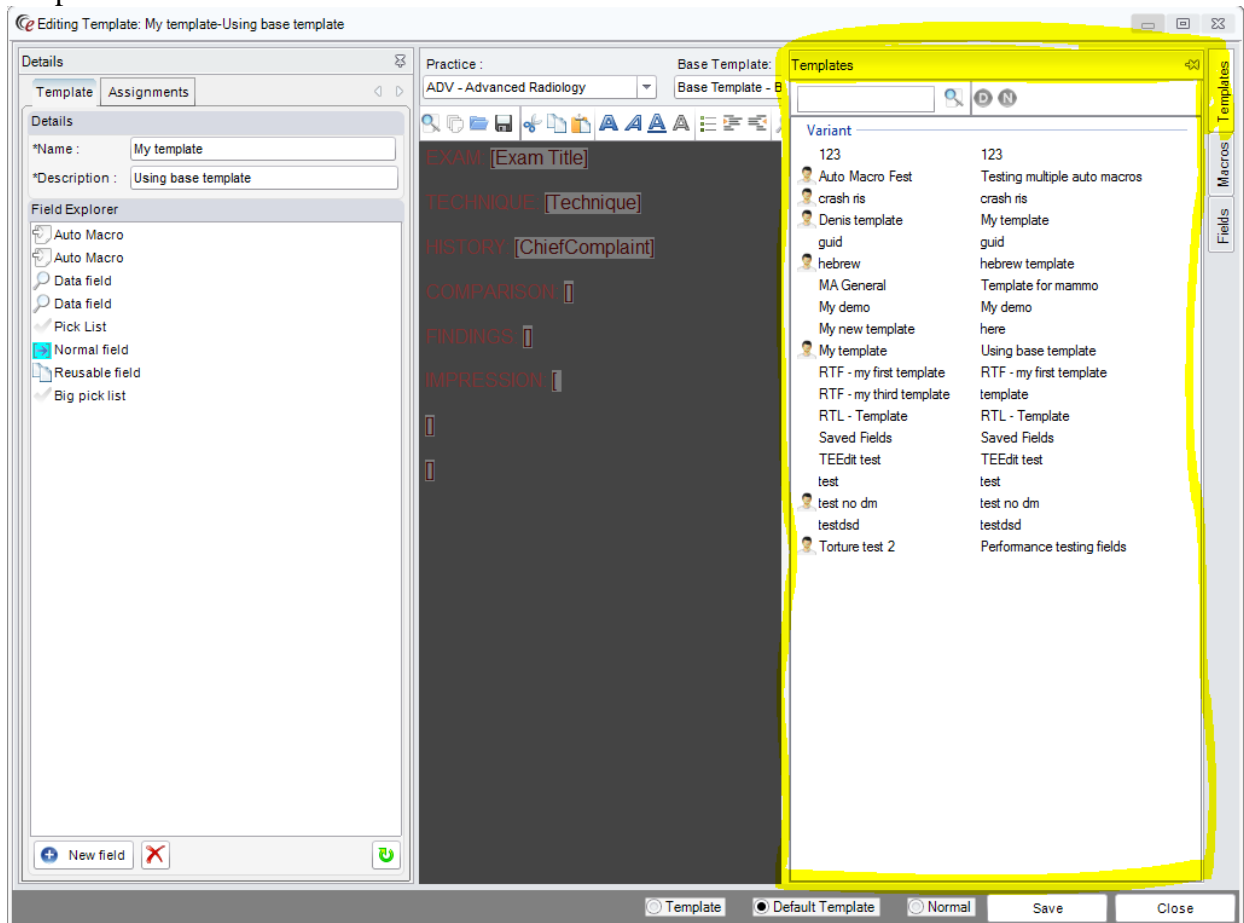 Editing Template: My template-Using base template
Details
Template Assignments
Details
*Name : My template
*Description : Using base template
Field Explorer
Auto Macro
Auto Macro
Data field
Data field
Pick List
Normal field
Reusable field
Big pick list
New field
Practice : Base Template:
ADV - Advanced Radiology Base Template - B
EXAM: [Exam Title]
TECHNIQUE: [Technique]
HISTORY: [ChiefComplaint]
COMPARISON: []
FINDINGS: []
IMPRESSION: [
[]
[]
Templates
D N
Variant
123 123
Auto Macro Fest Testing multiple auto macros
crash ris crash ris
Denis template My template
guid guid
hebrew hebrew template
MA General Template for mammo
My demo My demo
My new template here
My template Using base template
RTF - my first template RTF - my first template
RTF - my third template template
RTL - Template RTL - Template
Saved Fields Saved Fields
TEEdit test TEEdit test
test test
test no dm test no dm
testdsd testdsd
Torture test 2 Performance testing fields
Templates
Macros
Fields
Template Default Template Normal Save Close